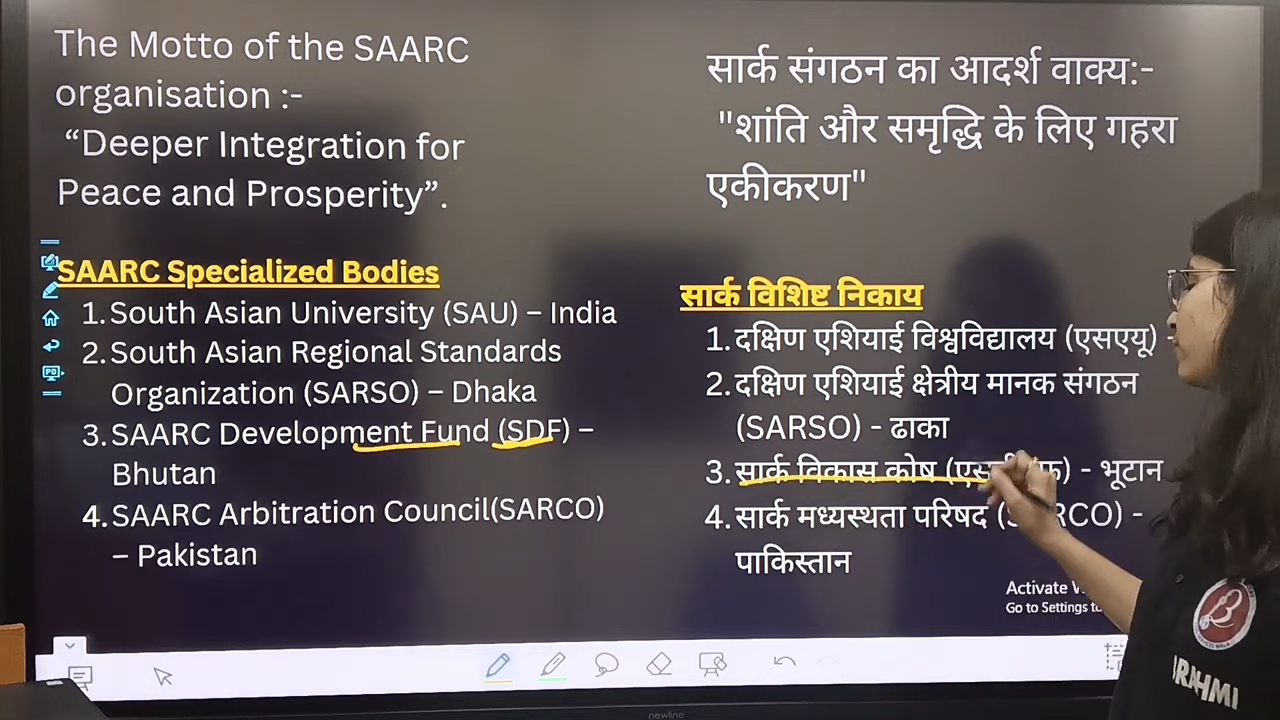 The Motto of the SAARC
organisation :-
“Deeper Integration for
Peace and Prosperity”.
SAARC Specialized Bodies
1. South Asian University (SAU) – India
2. South Asian Regional Standards
Organization (SARSO) – Dhaka
3. SAARC Development Fund (SDF) –
Bhutan
4. SAARC Arbitration Council(SARCO)
– Pakistan
सार्क संगठन का आदर्श वाक्य:-
"शांति और समृद्धि के लिए गहरा
एकीकरण"
सार्क विशिष्ट निकाय
1. दक्षिण एशियाई विश्वविद्यालय (एसएयू) -
2. दक्षिण एशियाई क्षेत्रीय मानक संगठन
(SARSO) - ढाका
3. सार्क विकास कोष - भूटान
4. सार्क मध्यस्थता परिषद -
पाकिस्तान
Activate
Go to Settings to
newline